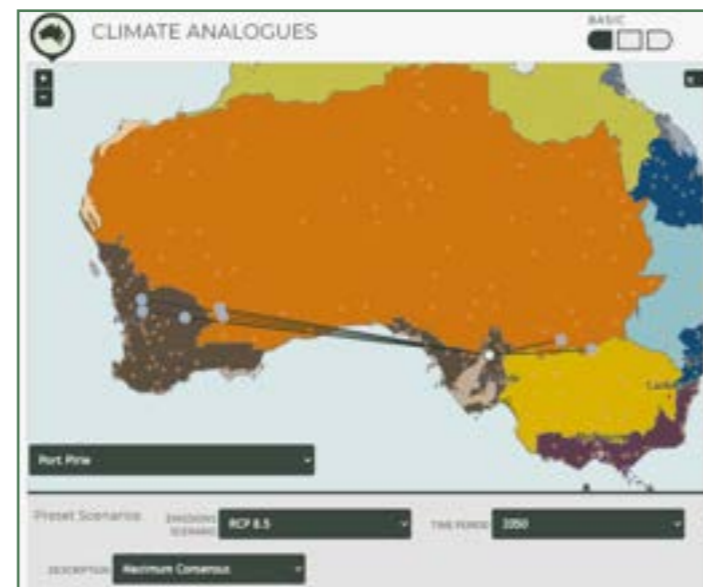 CLIMATE ANALOGUES
BASIC
+
-
Port Pirie
Preset Scenarios
EMISSIONS SCENARIO
RCP 8.5
TIME PERIOD
2050
DESCRIPTION
Maximum Consensus